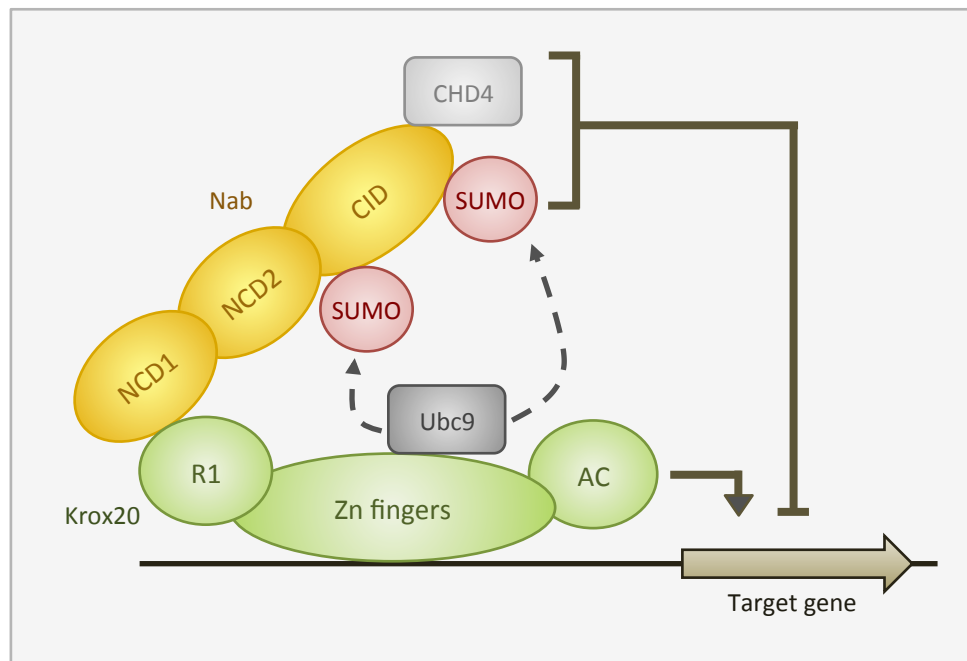 CHD4
CID
SUMO
Nab
NCD2
SUMO
NCD1
Ubc9
R1
AC
Zn fingers
Krox20
Target gene